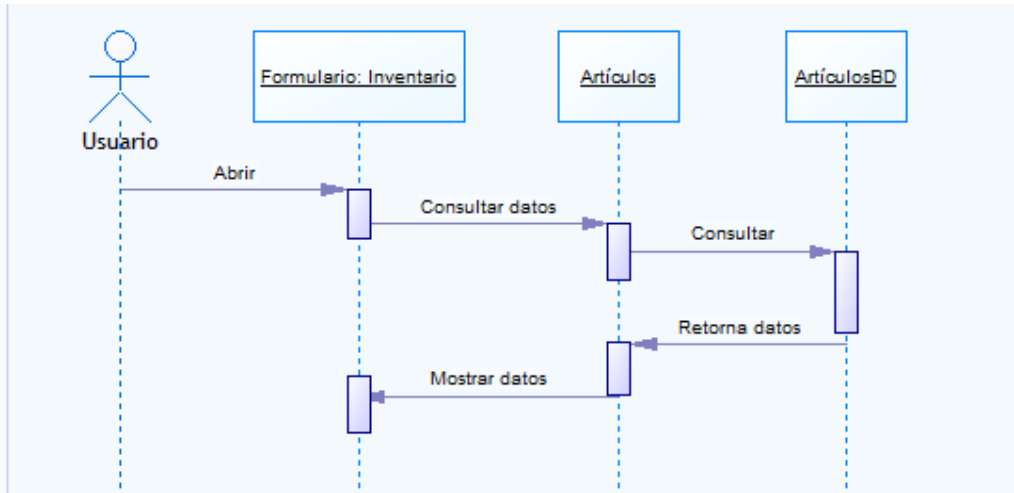 Usuario
Formulario: Inventario
Artículos
ArtículosBD
Abrir
Consultar datos
Consultar
Retorna datos
Mostrar datos